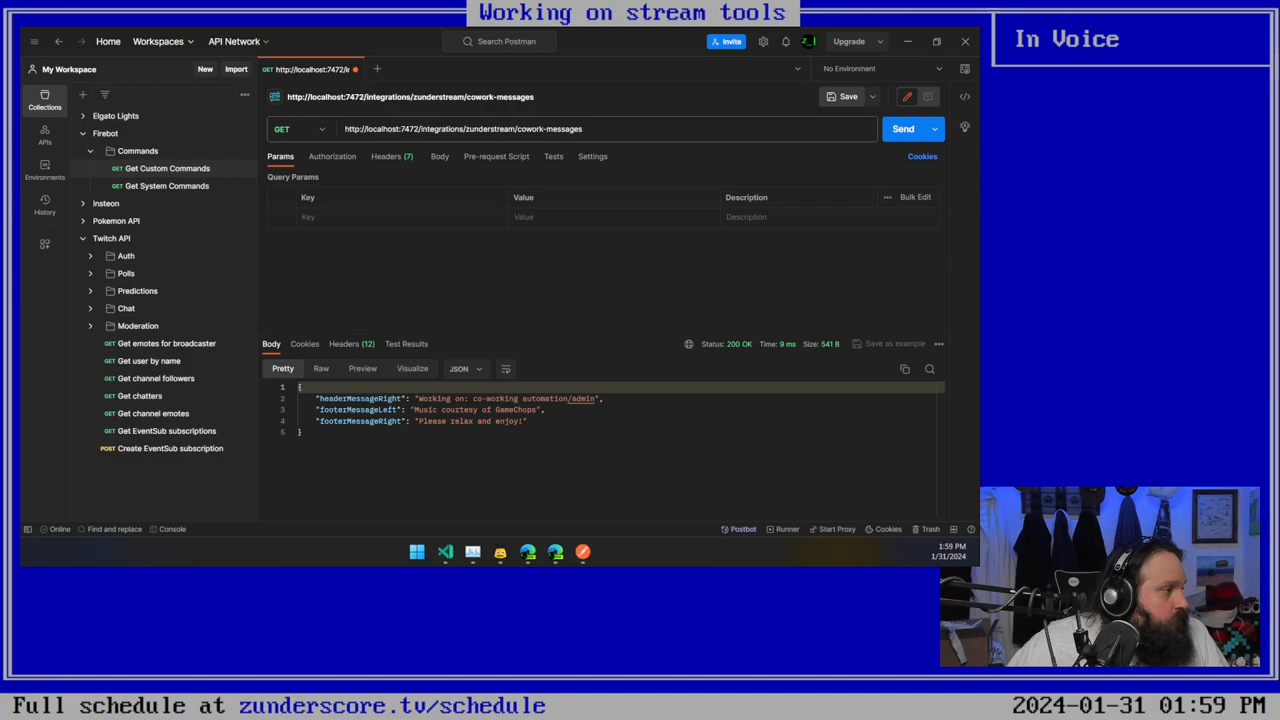 Working on stream tools
In Voice
Home
Workspaces
API Network
Search Postman
Invite
Upgrade
My Workspace
New
Import
GET http://localhost:7472/ir
No Environment
Collections
APIs
Environments
History
Elgato Lights
Firebot
Commands
GET Get Custom Commands
GET Get System Commands
Insteon
Pokemon API
Twitch API
Auth
Polls
Predictions
Chat
Moderation
GET Get emotes for broadcaster
GET Get user by name
GET Get channel followers
GET Get chatters
GET Get channel emotes
GET Get EventSub subscriptions
POST Create EventSub subscription
http://localhost:7472/integrations/zunderstream/cowork-messages
Save
GET
http://localhost:7472/integrations/zunderstream/cowork-messages
Send
Params
Authorization
Headers (7)
Body
Pre-request Script
Tests
Settings
Cookies
Query Params
Key
Value
Description
Bulk Edit
Key
Value
Description
Body
Cookies
Headers (12)
Test Results
Status: 200 OK
Time: 9 ms
Size: 541 B
Save as example
Pretty
Raw
Preview
Visualize
JSON
1 {
2 "headerMessageRight": "Working on: co-working automation/admin",
3 "footerMessageLeft": "Music courtesy of GameChops",
4 "footerMessageRight": "Please relax and enjoy!"
5 }
Online
Find and replace
Console
Postbot
Runner
Start Proxy
Cookies
Trash
1:59 PM
1/31/2024
Full schedule at zunderscore.tv/schedule
2024-01-31 01:59 PM